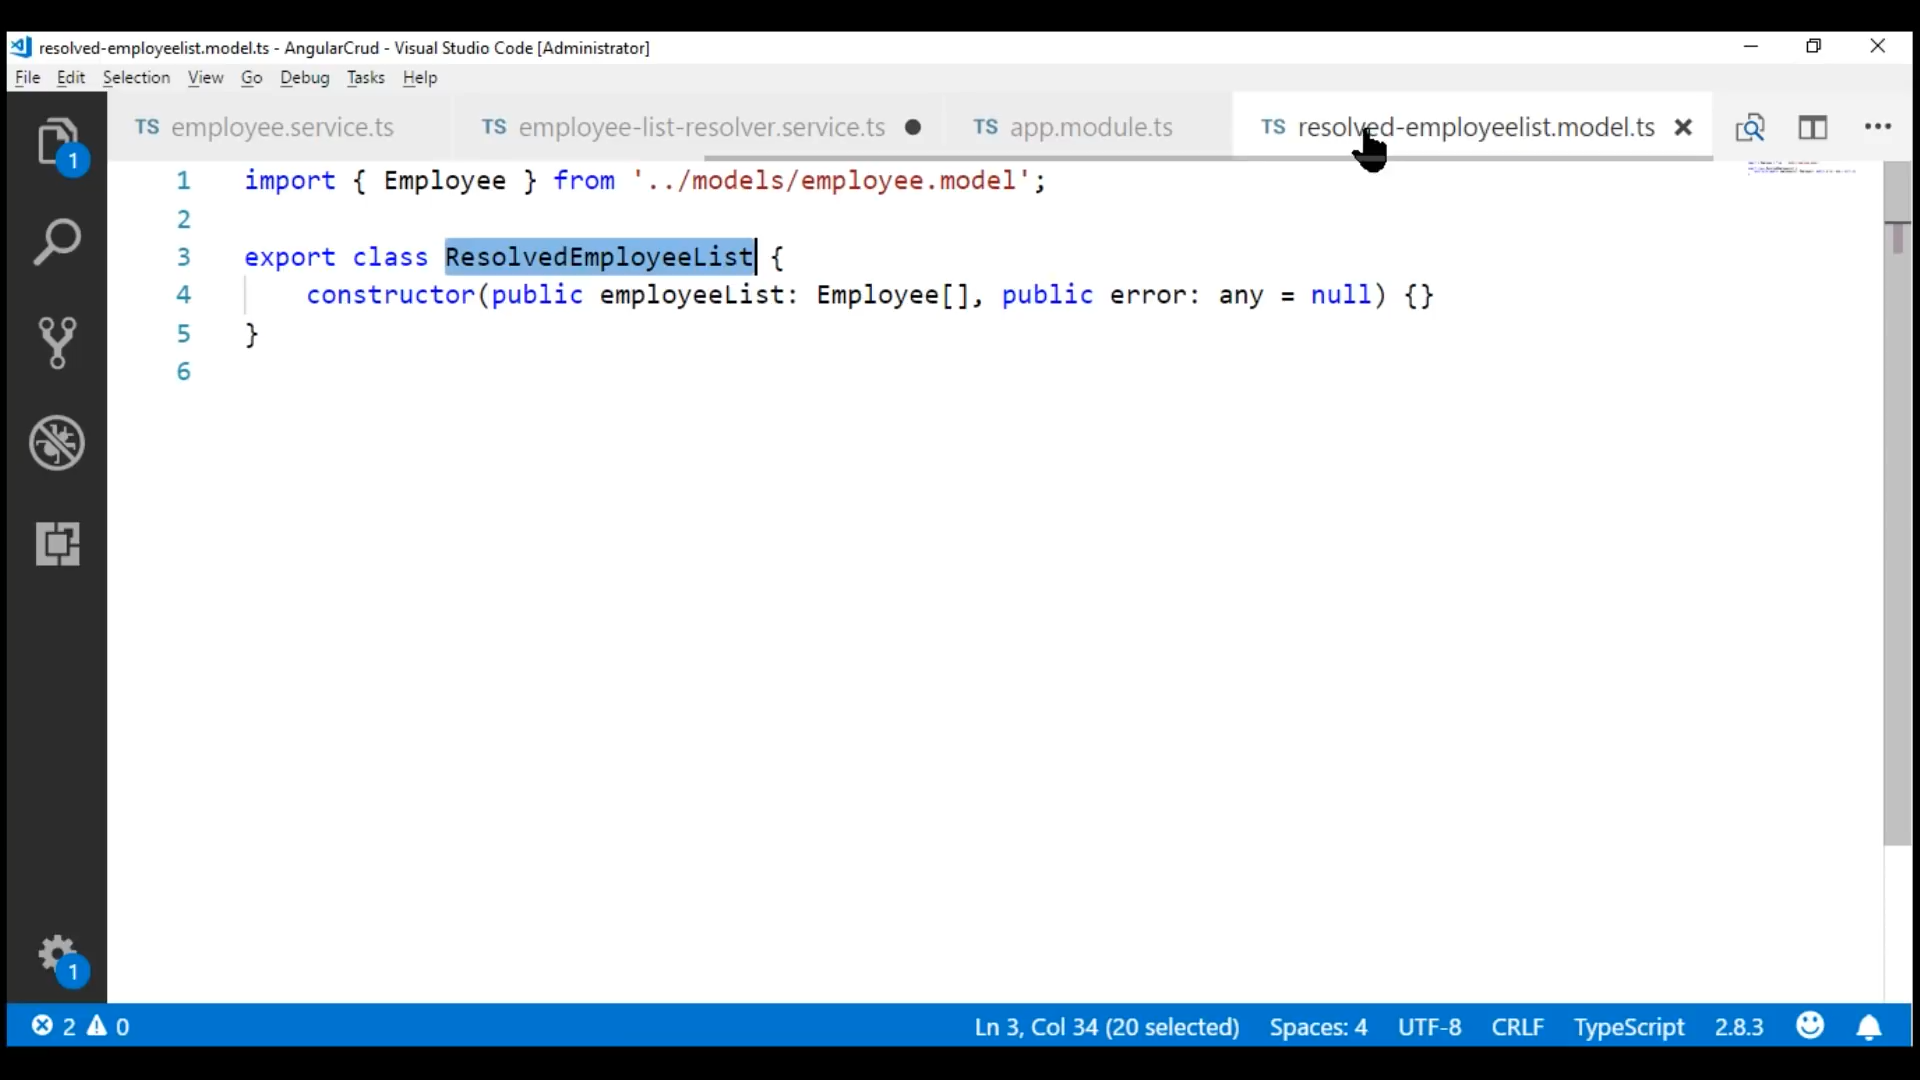 resolved-employeelist.model.ts - AngularCrud - Visual Studio Code [Administrator]
File Edit Selection View Go Debug Tasks Help
TS employee.service.ts TS employee-list-resolver.service.ts TS app.module.ts TS resolved-employeelist.model.ts
1 import { Employee } from '../models/employee.model';
2
3 export class ResolvedEmployeeList {
4 constructor(public employeeList: Employee[], public error: any = null) {}
5 }
6
1
1
2 0 Ln 3, Col 34 (20 selected) Spaces: 4 UTF-8 CRLF TypeScript 2.8.3